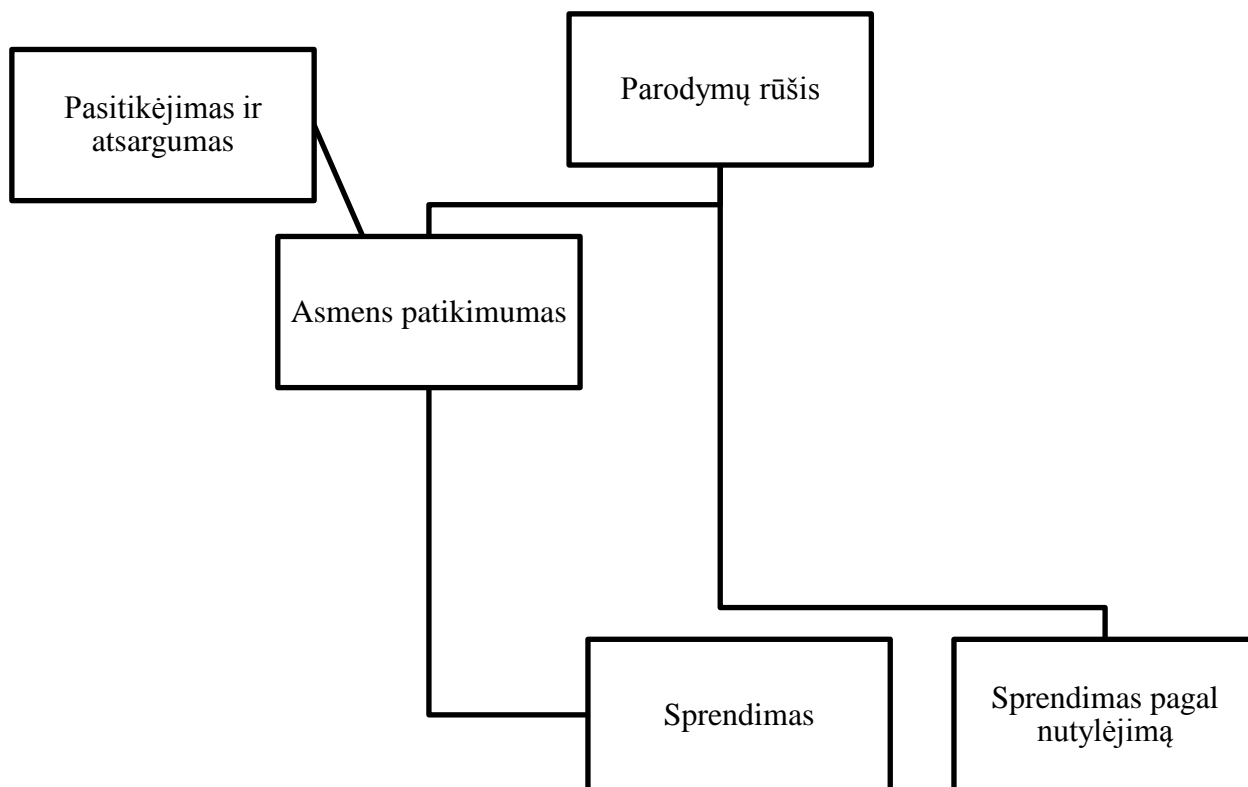 Parodymų rūšis
Pasitikėjimas ir
atsargumas
Asmens patikimumas
Sprendimas
Sprendimas pagal
nutylėjimą